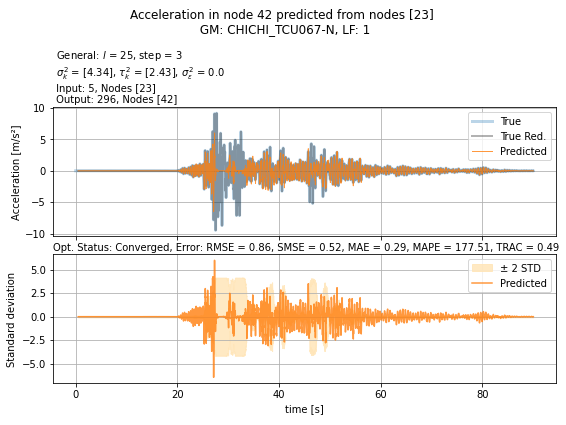 Acceleration in node 42 predicted from nodes [23]
GM: CHICHI_TCU067-N, LF: 1
General: l = 25, step = 3
σ²ₖ = [4.34], τ²ₖ = [2.43], σ²ε = 0.0
Input: 5, Nodes [23]
Output: 296, Nodes [42]
Acceleration [m/s²]
10
5
0
−5
−10
True
True Red.
Predicted
Opt. Status: Converged, Error: RMSE = 0.86, SMSE = 0.52, MAE = 0.29, MAPE = 177.51, TRAC = 0.49
Standard deviation
5.0
2.5
0.0
−2.5
−5.0
± 2 STD
Predicted
0 20 40 60 80
time [s]